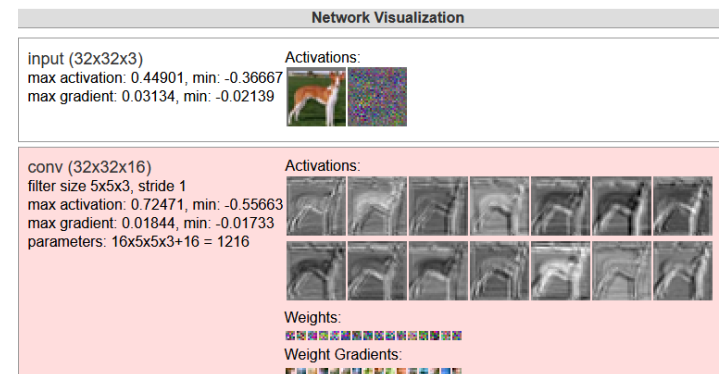 Network Visualization
input (32x32x3)
max activation: 0.44901, min: -0.36667
max gradient: 0.03134, min: -0.02139
Activations:
conv (32x32x16)
filter size 5x5x3, stride 1
max activation: 0.72471, min: -0.55663
max gradient: 0.01844, min: -0.01733
parameters: 16x5x5x3+16 = 1216
Activations:
Weights:
Weight Gradients: